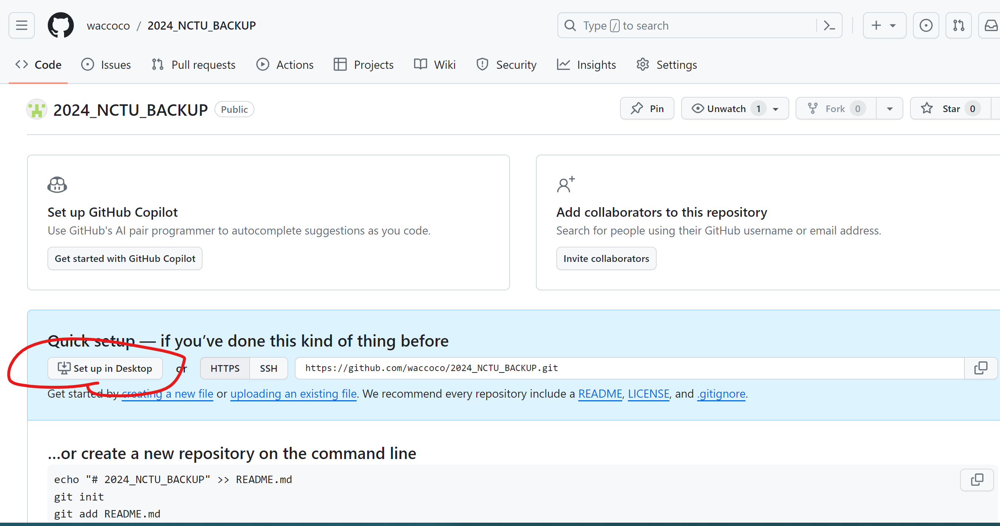 waccoco / 2024_NCTU_BACKUP
Type / to search
Code Issues Pull requests Actions Projects Wiki Security Insights Settings
2024_NCTU_BACKUP Public
Pin Unwatch 1 Fork 0 Star 0
Set up GitHub Copilot
Use GitHub's AI pair programmer to autocomplete suggestions as you code.
Get started with GitHub Copilot
Add collaborators to this repository
Search for people using their GitHub username or email address.
Invite collaborators
Quick setup — if you’ve done this kind of thing before
Set up in Desktop or HTTPS SSH https://github.com/waccoco/2024_NCTU_BACKUP.git
Get started by creating a new file or uploading an existing file. We recommend every repository include a README, LICENSE, and .gitignore.
…or create a new repository on the command line
echo "# 2024_NCTU_BACKUP" >> README.md
git init
git add README.md